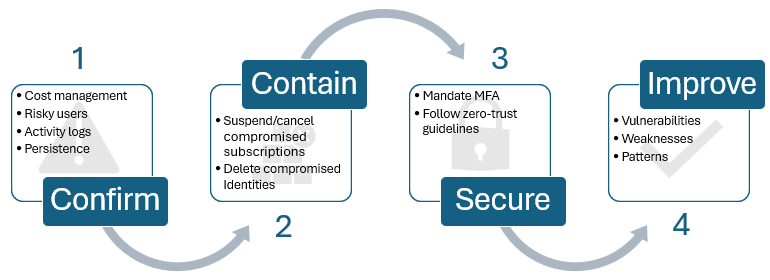 1
• Cost management
• Risky users
• Activity logs
• Persistence
Confirm
Contain
• Suspend/cancel
compromised
subscriptions
• Delete compromised
Identities
2
3
• Mandate MFA
• Follow zero-trust
guidelines
Secure
Improve
• Vulnerabilities
• Weaknesses
• Patterns
4